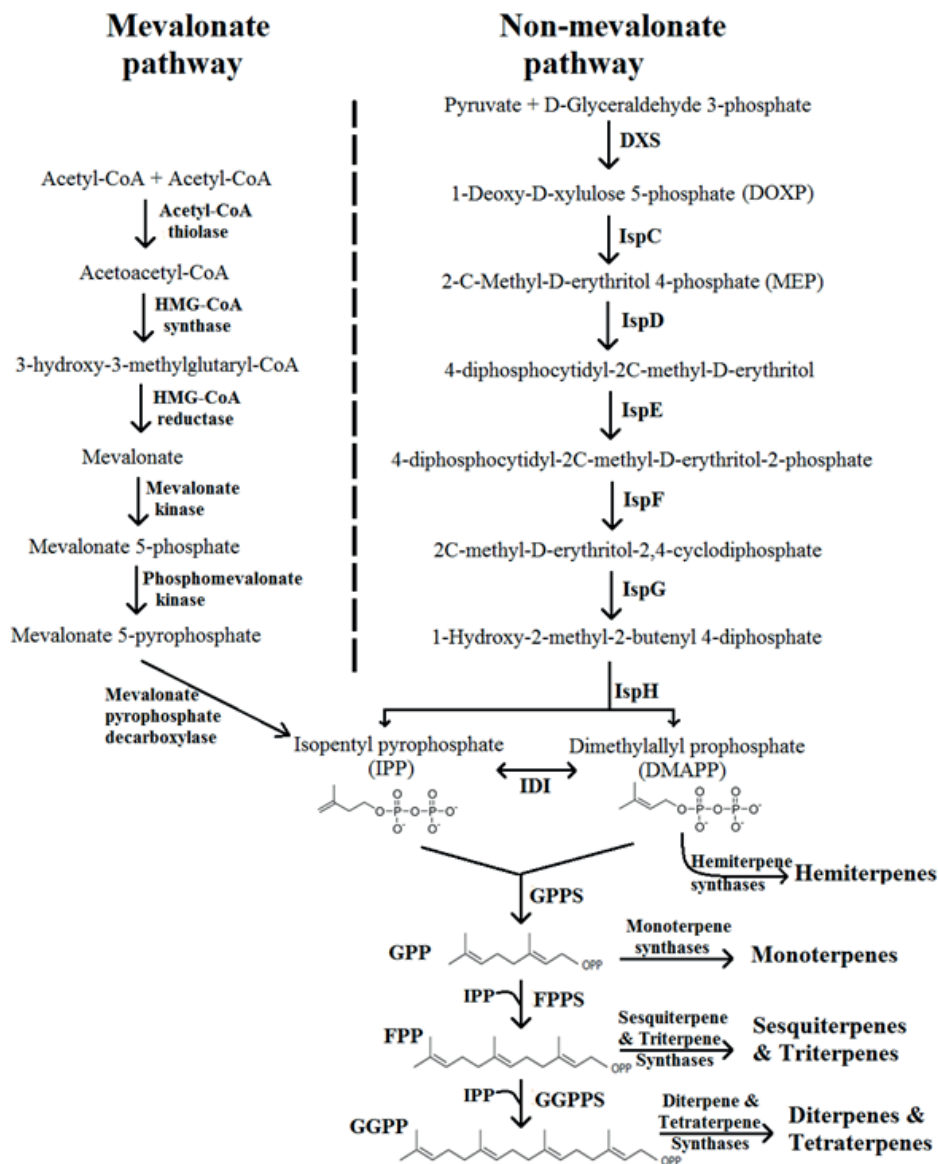 Mevalonate
pathway
Acetyl-CoA + Acetyl-CoA
Acetyl-CoA
thiolase
Acetoacetyl-CoA
HMG-CoA
synthase
3-hydroxy-3-methylglutaryl-CoA
HMG-CoA
reductase
Mevalonate
Mevalonate
kinase
Mevalonate 5-phosphate
Phosphomevalonate
kinase
Mevalonate 5-pyrophosphate
Mevalonate
pyrophosphate
decarboxylase
Non-mevalonate
pathway
Pyruvate + D-Glyceraldehyde 3-phosphate
DXS
1-Deoxy-D-xylulose 5-phosphate (DOXP)
IspC
2-C-Methyl-D-erythritol 4-phosphate (MEP)
IspD
4-diphosphocytidyl-2C-methyl-D-erythritol
IspE
4-diphosphocytidyl-2C-methyl-D-erythritol-2-phosphate
IspF
2C-methyl-D-erythritol-2,4-cyclodiphosphate
IspG
1-Hydroxy-2-methyl-2-butenyl 4-diphosphate
IspH
Isopentyl pyrophosphate
(IPP)
IDI
Dimethylallyl prophosphate
(DMAPP)
O O
O P O P O-
O- O-
O O
O P O P O-
O- O-
Hemiterpene
synthases
Hemiterpenes
GPPS
GPP
OPP
Monoterpene
synthases
Monoterpenes
IPP
FPPS
FPP
OPP
Sesquiterpene
& Triterpene
Synthases
Sesquiterpenes
& Triterpenes
IPP
GGPPS
GGPP
OPP
Diterpene &
Tetraterpene
Synthases
Diterpenes &
Tetraterpenes